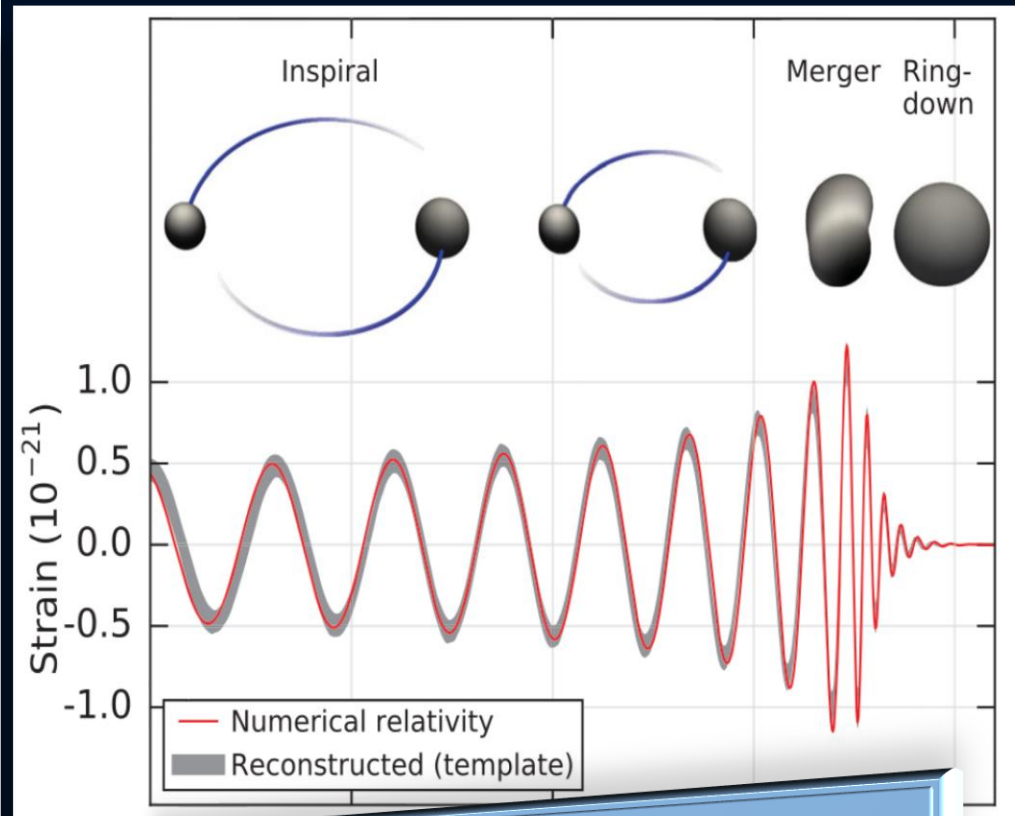 Inspiral
Merger
Ring-
down
Strain (10⁻²¹)
1.0
0.5
0.0
-0.5
-1.0
Numerical relativity
Reconstructed (template)